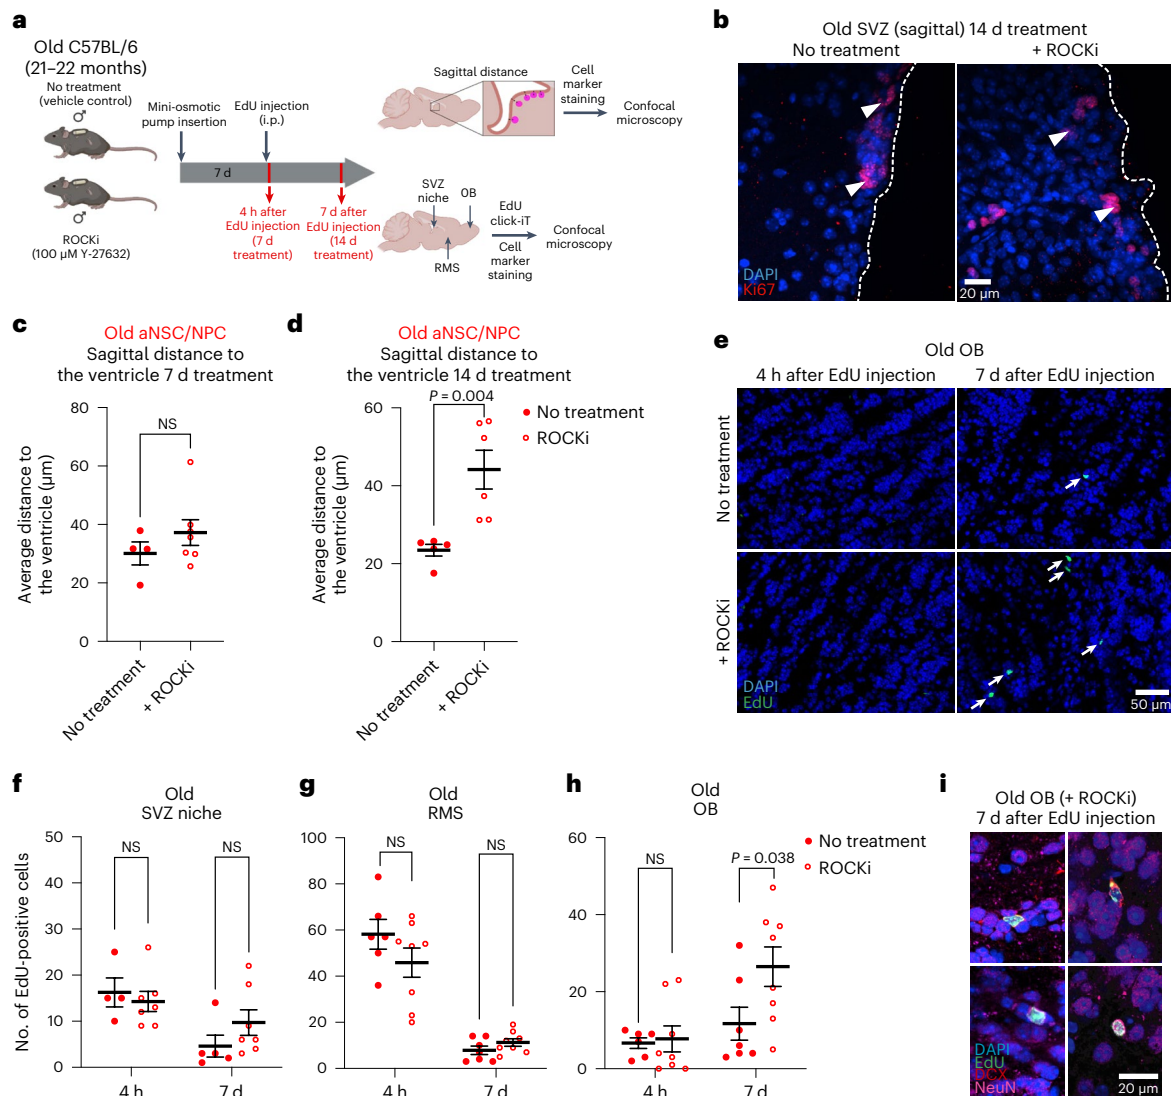 a
Old C57BL/6
(21–22 months)
No treatment
(vehicle control)
♂
♂
ROCKi
(100 µM Y-27632)
Mini-osmotic
pump insertion
EdU injection
(i.p.)
7 d
4 h after
EdU injection
(7 d
treatment)
7 d after
EdU injection
(14 d
treatment)
Sagittal distance
Cell
marker
staining
Confocal
microscopy
SVZ
niche
OB
RMS
EdU
click-iT
Cell
marker
staining
Confocal
microscopy
b
Old SVZ (sagittal) 14 d treatment
No treatment
+ ROCKi
DAPI
Ki67
20 µm
c
Old aNSC/NPC
Sagittal distance to
the ventricle 7 d treatment
Average distance to
the ventricle (µm)
80
60
40
20
0
NS
No treatment
+ ROCKi
d
Old aNSC/NPC
Sagittal distance to
the ventricle 14 d treatment
Average distance to
the ventricle (µm)
60
40
20
0
P = 0.004
No treatment
ROCKi
No treatment
+ ROCKi
e
Old OB
4 h after EdU injection
7 d after EdU injection
No treatment
+ ROCKi
DAPI
EdU
50 µm
f
Old
SVZ niche
No. of EdU-positive cells
50
40
30
20
10
0
NS
NS
4 h
7 d
g
Old
RMS
100
80
60
40
20
0
NS
NS
4 h
7 d
h
Old
OB
60
40
20
0
NS
P = 0.038
No treatment
ROCKi
4 h
7 d
i
Old OB (+ ROCKi)
7 d after EdU injection
DAPI
EdU
DCX
NeuN
20 µm